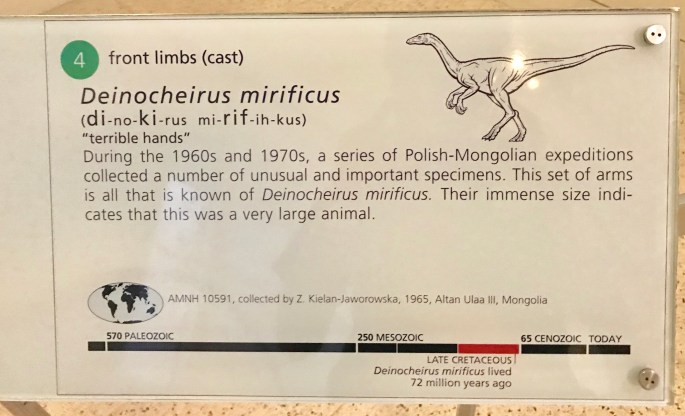 4 front limbs (cast)
Deinocheirus mirificus
(di-no-ki-rus mi-rif-ih-kus)
"terrible hands"
During the 1960s and 1970s, a series of Polish-Mongolian expeditions
collected a number of unusual and important specimens. This set of arms
is all that is known of Deinocheirus mirificus. Their immense size indi-
cates that this was a very large animal.
AMNH 10591, collected by Z. Kielan-Jaworowska, 1965, Altan Ulaa III, Mongolia
570 PALEOZOIC 250 MESOZOIC 65 CENOZOIC TODAY
LATE CRETACEOUS
Deinocheirus mirificus lived
72 million years ago